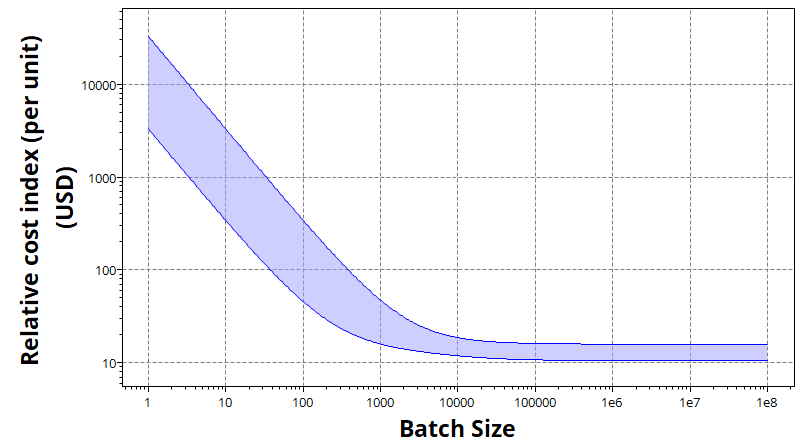 Relative cost index (per unit)
(USD)
10000
1000
100
10
1 10 100 1000 10000 100000 1e6 1e7 1e8
Batch Size